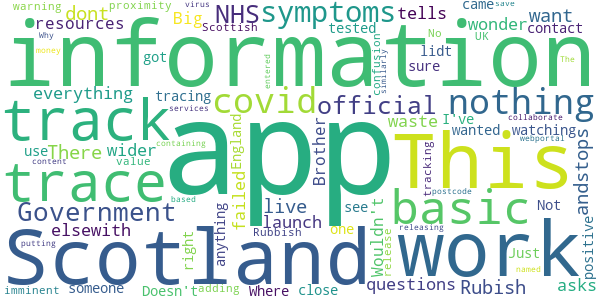 warning proximity dont NHS symptoms tells came virus save
resources Big Scottish tested wonder want
Why money got No UK contact The
information
everything tracing confusion lidt sure similarly entered
track covid official nothing
services waste I've collaborate
There wider Brother wanted watching webportal
use value England app This andstops
trace containing tracking
content based failed live see Wouldn't basic postcode
Government anything launch one release Not positive
elsewith right Rubbish releasing
Scotland work
Just
putting Doesn't adding Where close questions Rubish asks
imminent someone named